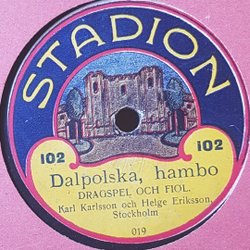 STADION
102 102
Dalpolska, hambo
DRAGSPEL OCH FIOL.
Karl Karlsson och Helge Eriksson,
Stockholm
019